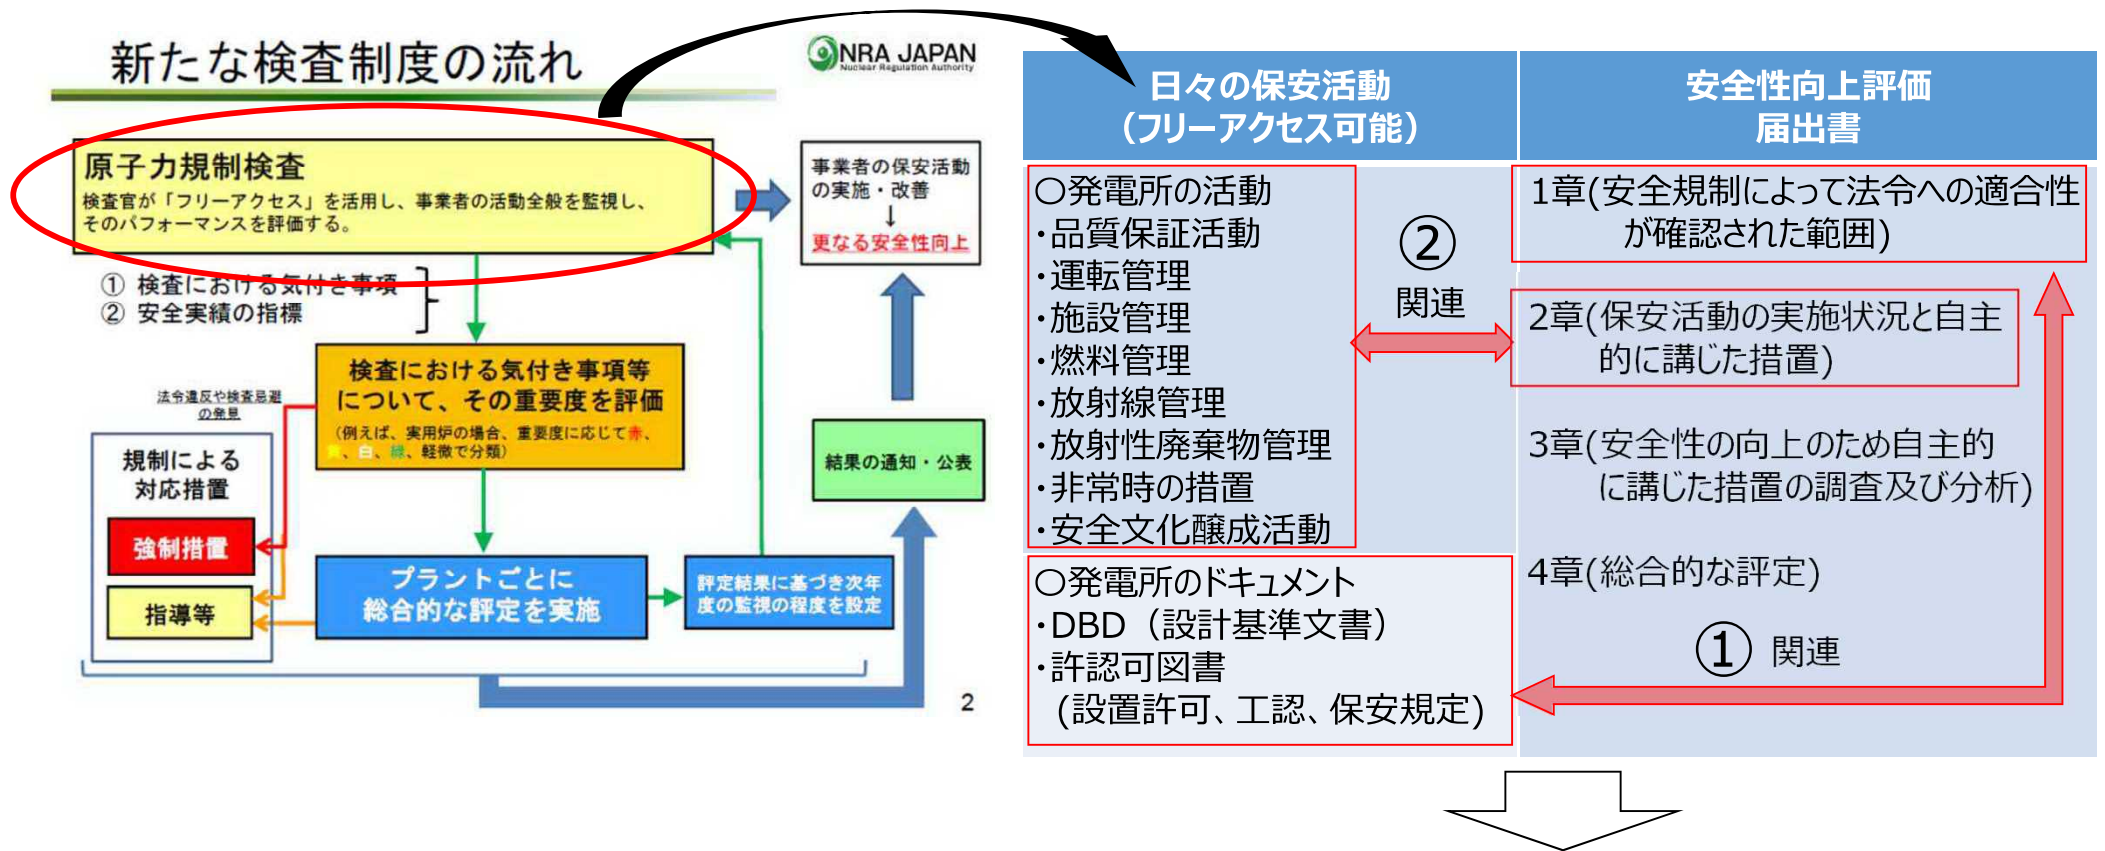 新たな検査制度の流れ
NRA JAPAN
Nuclear Regulation Authority
原子力規制検査
検査官が「フリーアクセス」を活用し、事業者の活動全般を監視し、
そのパフォーマンスを評価する。
① 検査における気付き事項
② 安全実績の指標
事業者の保安活動
の実施・改善
↓
更なる安全性向上
検査における気付き事項等
について、その重要度を評価
(例えば、実用炉の場合、重要度に応じて赤、
黄、白、緑、軽微で分類)
法令違反や検査忌避
の発見
規制による
対応措置
強制措置
指導等
プラントごとに
総合的な評定を実施
評定結果に基づき次年
度の監視の程度を設定
結果の通知・公表
2
日々の保安活動
(フリーアクセス可能)
〇発電所の活動
・品質保証活動
・運転管理
・施設管理
・燃料管理
・放射線管理
・放射性廃棄物管理
・非常時の措置
・安全文化醸成活動
〇発電所のドキュメント
・DBD(設計基準文書)
・許認可図書
(設置許可、工認、保安規定)
②
関連
安全性向上評価
届出書
1章(安全規制によって法令への適合性
が確認された範囲)
2章(保安活動の実施状況と自主
的に講じた措置)
3章(安全性の向上のため自主的
に講じた措置の調査及び分析)
4章(総合的な評定)
① 関連